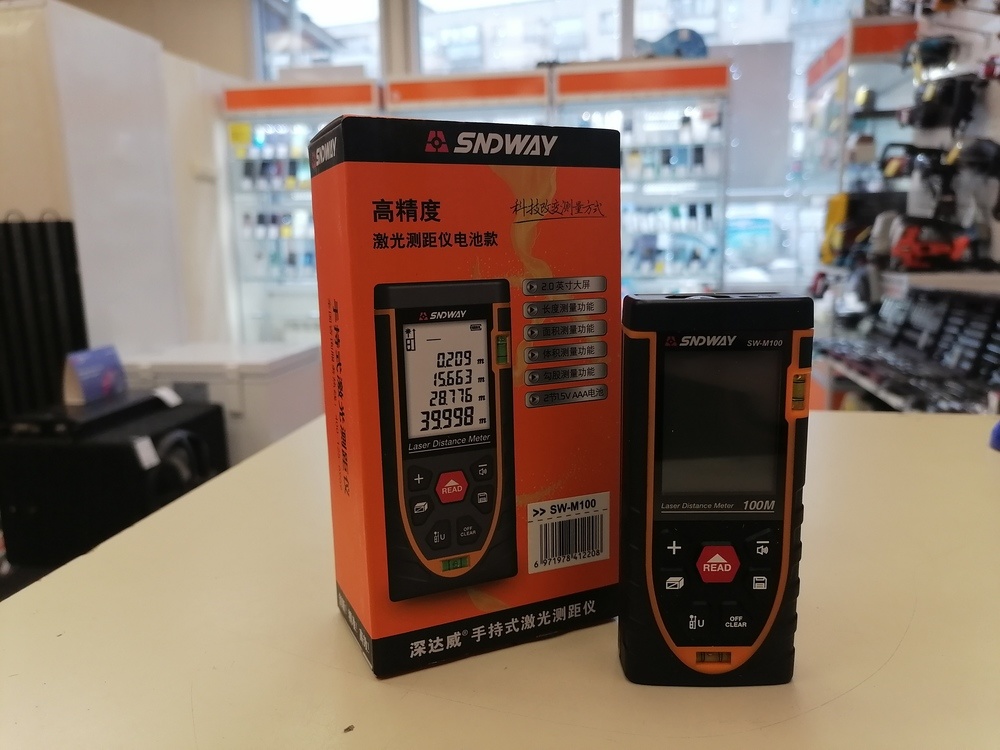 SNDWAY
SNDWAY
高精度
激光测距仪电池款
科技改变测量方式
2.0英寸大屏
长度测量功能
面积测量功能
体积测量功能
勾股测量功能
2节1.5V AAA电池
SNDWAY
0.209 m
15.663 m
28.776 m
39.998 m
Laser Distance Meter
+
READ
U
OFF
CLEAR
>> SW-M100
6 971978 412208
深达威® 手持式激光测距仪
SNDWAY SW-M100
Laser Distance Meter 100M
+
READ
U
OFF
CLEAR